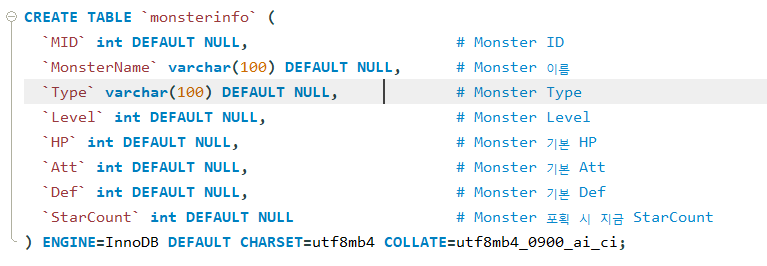 CREATE TABLE `monsterinfo` (
`MID` int DEFAULT NULL, # Monster ID
`MonsterName` varchar(100) DEFAULT NULL, # Monster 이름
`Type` varchar(100) DEFAULT NULL, # Monster Type
`Level` int DEFAULT NULL, # Monster Level
`HP` int DEFAULT NULL, # Monster 기본 HP
`Att` int DEFAULT NULL, # Monster 기본 Att
`Def` int DEFAULT NULL, # Monster 기본 Def
`StarCount` int DEFAULT NULL # Monster 포획 시 지금 StarCount
) ENGINE=InnoDB DEFAULT CHARSET=utf8mb4 COLLATE=utf8mb4_0900_ai_ci;